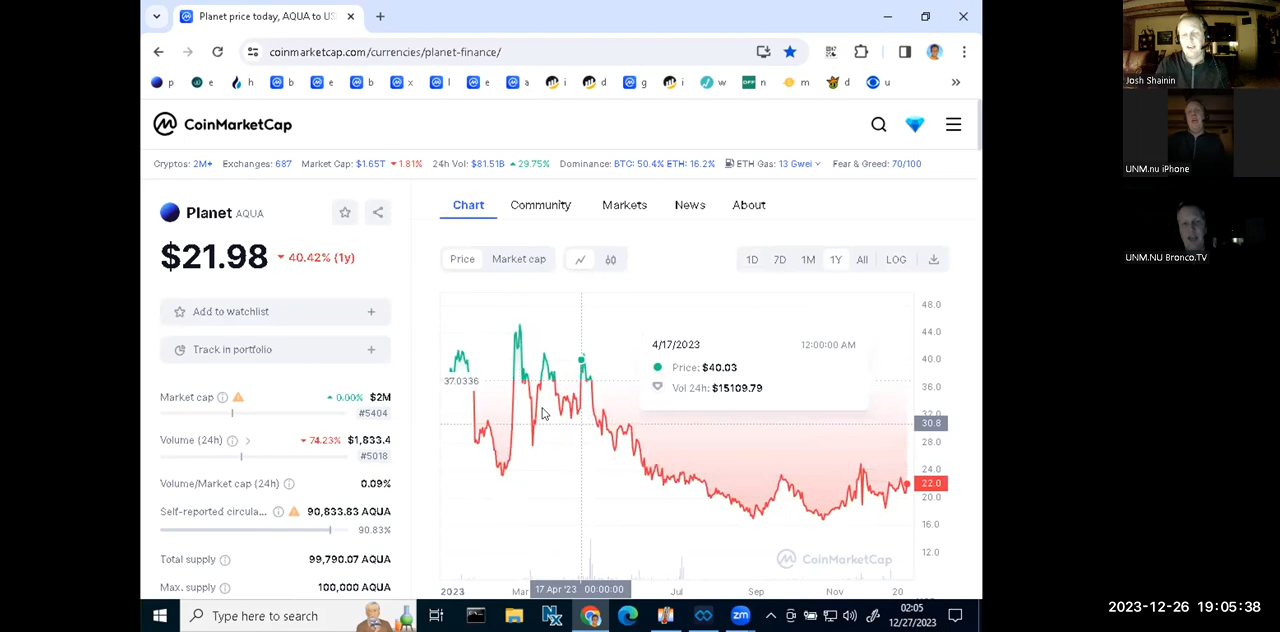 Planet price today, AQUA to US
coinmarketcap.com/currencies/planet-finance/
p e h b e b x l e a i d g i w n m d u
CoinMarketCap
Cryptos: 2M+ Exchanges: 687 Market Cap: $1.65T 1.81% 24h Vol: $81.51B 29.75% Dominance: BTC: 50.4% ETH: 16.2% ETH Gas: 13 Gwei Fear & Greed: 70/100
Planet AQUA
$21.98 40.42% (1y)
Add to watchlist
Track in portfolio
Market cap 0.00% $2M
#5404
Volume (24h) 74.23% $1,833.4
#5018
Volume/Market cap (24h) 0.09%
Self-reported circula... 90,833.83 AQUA
90.83%
Total supply 99,790.07 AQUA
Max. supply 100,000 AQUA
Chart Community Markets News About
Price Market cap
1D 7D 1M 1Y All LOG
48.0
44.0
40.0
36.0
32.0
30.8
28.0
24.0
22.0
20.0
16.0
12.0
37.0336
4/17/2023 12:00:00 AM
Price: $40.03
Vol 24h: $15109.79
CoinMarketCap
2023 Mar 17 Apr '23 00:00:00 Jul Sep Nov 20
Type here to search
zm
02:05
12/27/2023
Josh Shainin
UNM.nu iPhone
UNM.NU Bronco.TV
2023-12-26 19:05:38